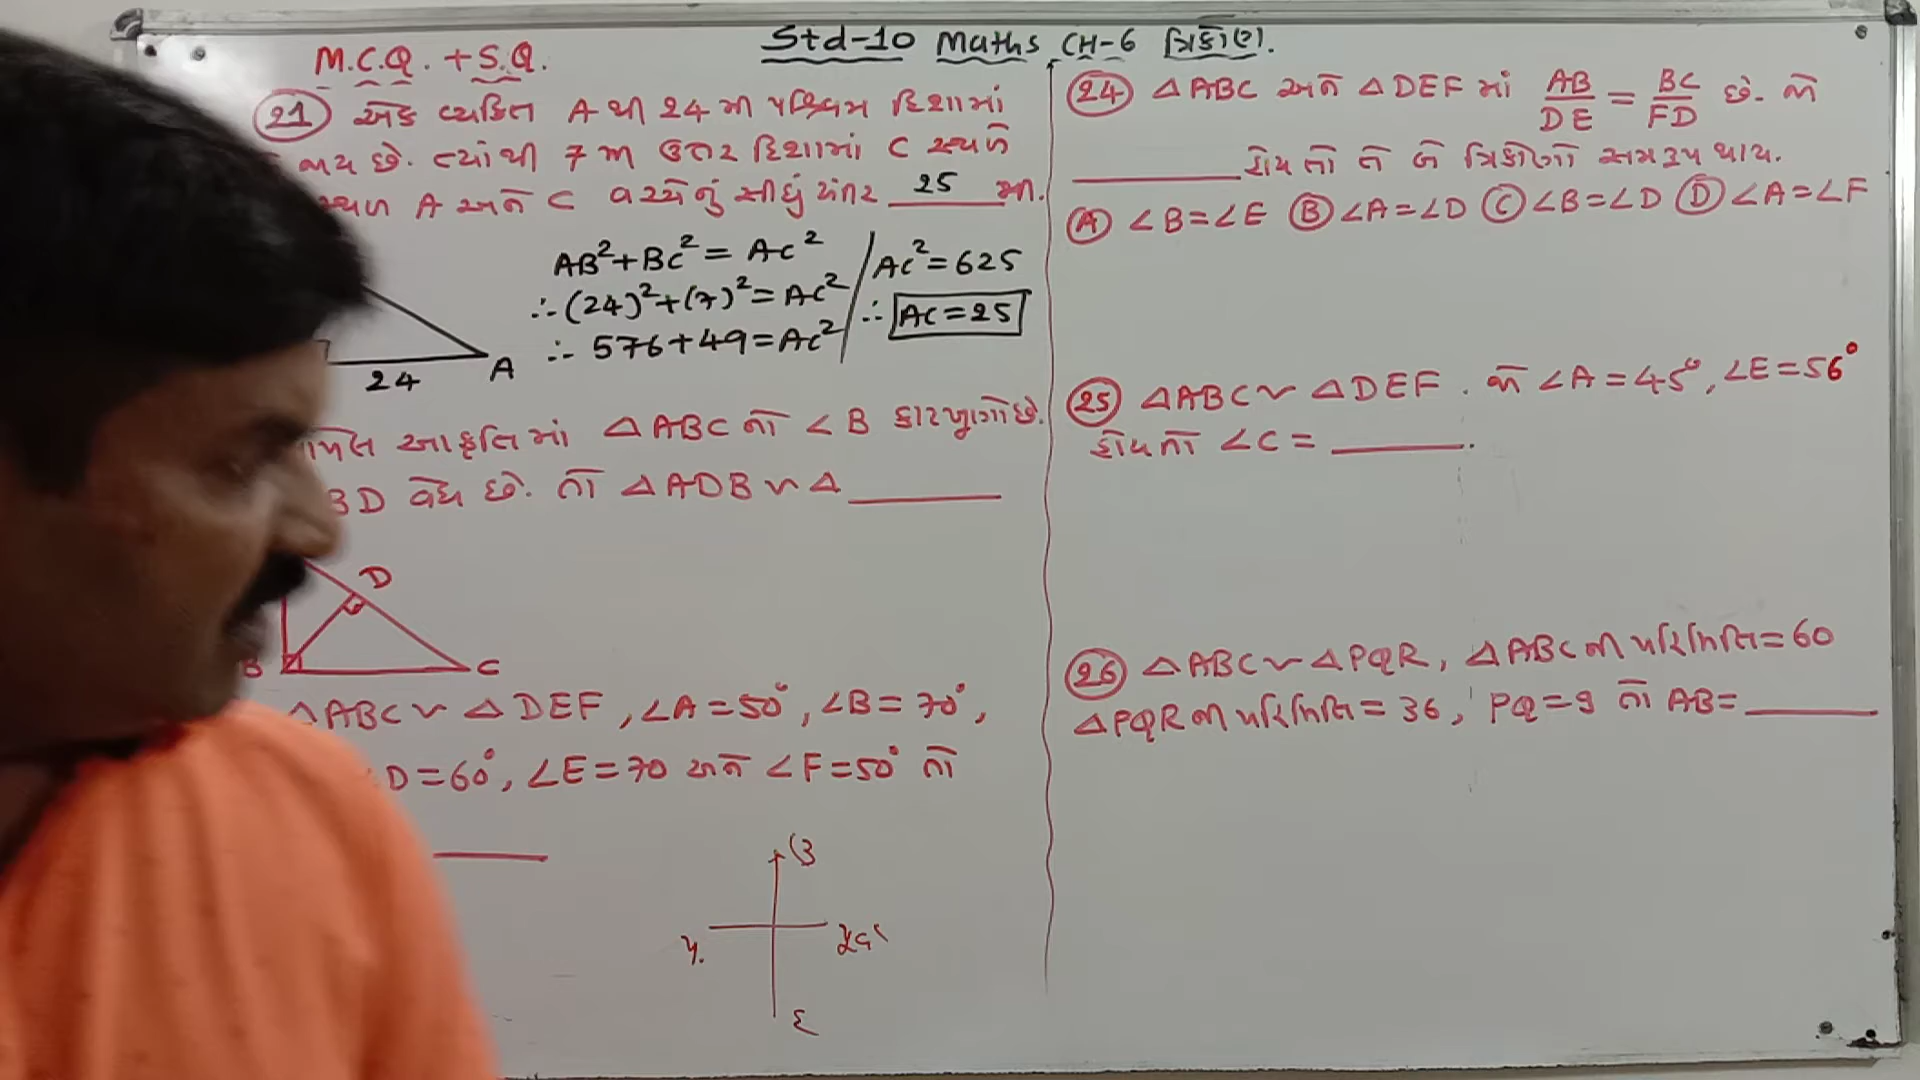 Std-10 Maths CH-6 ત્રિકોણ.
M.C.Q. + S.Q.
21 એક વ્યક્તિ A થી 24 મી પશ્ચિમ દિશામાં
જાય છે. ત્યાંથી 7 m ઉત્તર દિશામાં C સ્થળે
A અને C વચ્ચેનું સીધું અંતર 25 મી.
AB²+BC² = AC²
∴ (24)²+(7)² = AC²
∴ 576+49 = AC²
AC² = 625
∴ AC = 25
24 A
આકૃતિમાં △ABC નો ∠B કાટખૂણો છે.
BD વેધ છે. તો △ADB ~ △ ______
D
B C
△ABC ~ △DEF, ∠A = 50°, ∠B = 70°,
D = 60°, ∠E = 70 અને ∠F = 50° તો
______
ઉ
પ. પૂર્વ
દ
24 △ABC અને △DEF માં AB/DE = BC/FD છે. જો
______ હોય તો તે બે ત્રિકોણો સમરૂપ થાય.
A ∠B=∠E B ∠A=∠D C ∠B=∠D D ∠A=∠F
25 △ABC ~ △DEF. જો ∠A = 45°, ∠E = 56°
હોય તો ∠C = ______.
26 △ABC ~ △PQR, △ABC ની પરિમિતિ = 60
△PQR ની પરિમિતિ = 36, PQ = 9 તો AB = ______